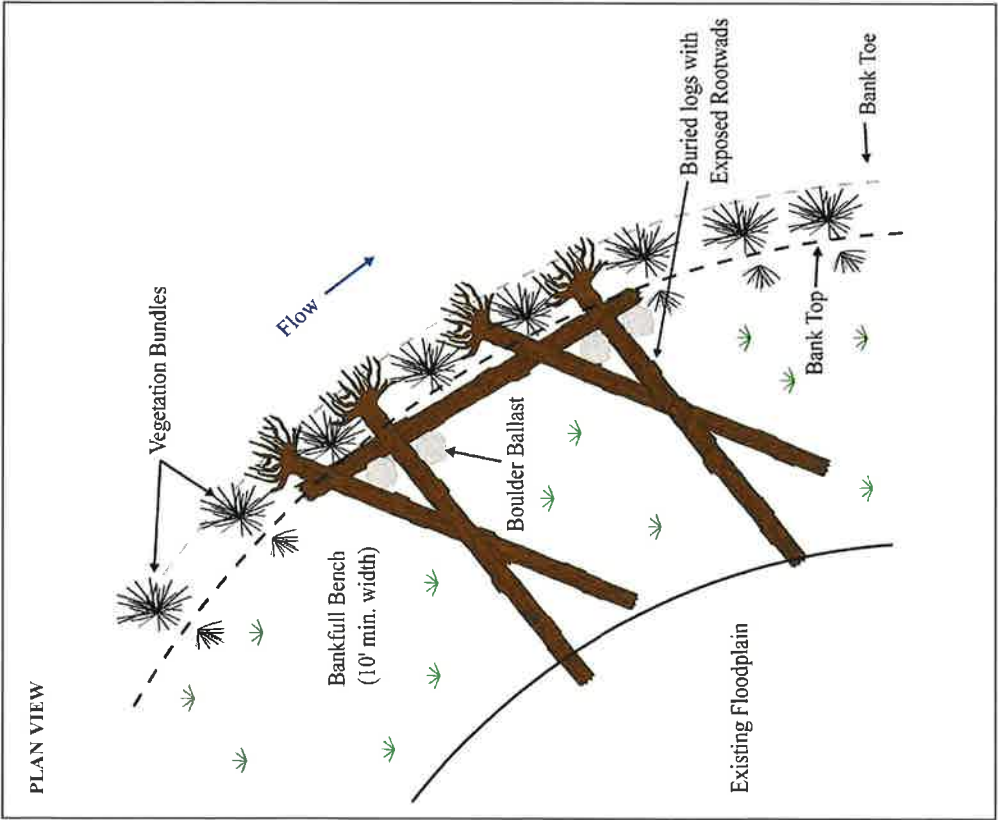 PLAN VIEW
Vegetation Bundles
Flow
Buried logs with
Exposed Rootwads
Bank Toe
Bankfull Bench
(10' min. width)
Boulder Ballast
Bank Top
Existing Floodplain